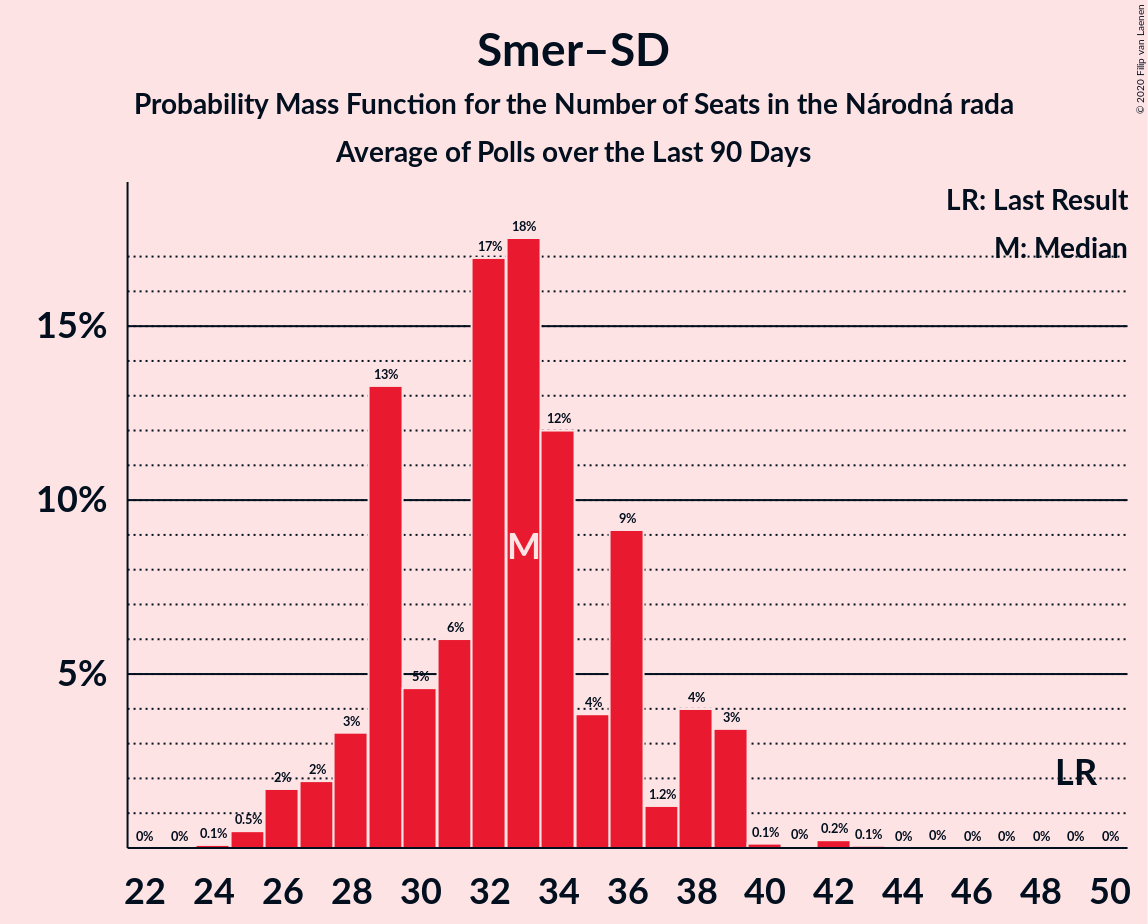 Smer–SD
Probability Mass Function for the Number of Seats in the Národná rada
Average of Polls over the Last 90 Days
© 2020 Filip van Laenen
LR: Last Result
M: Median
15%
10%
5%
0% 0% 0.1% 0.5% 2% 2% 3% 13% 5% 6% 17% 18% 12% 4% 9% 1.2% 4% 3% 0.1% 0% 0.2% 0.1% 0% 0% 0% 0% 0% 0% 0%
M
LR
22 24 26 28 30 32 34 36 38 40 42 44 46 48 50